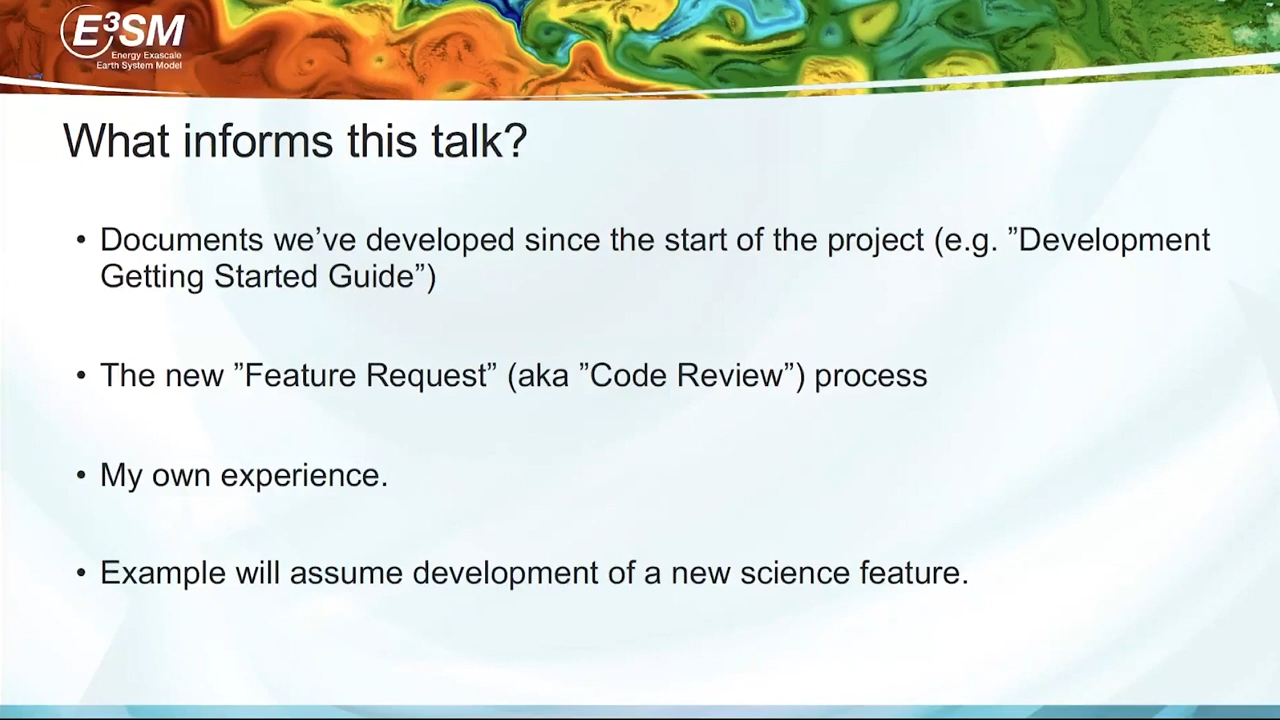 E³SM
Energy Exascale
Earth System Model
What informs this talk?
• Documents we’ve developed since the start of the project (e.g. ”Development
Getting Started Guide”)
• The new ”Feature Request” (aka ”Code Review”) process
• My own experience.
• Example will assume development of a new science feature.